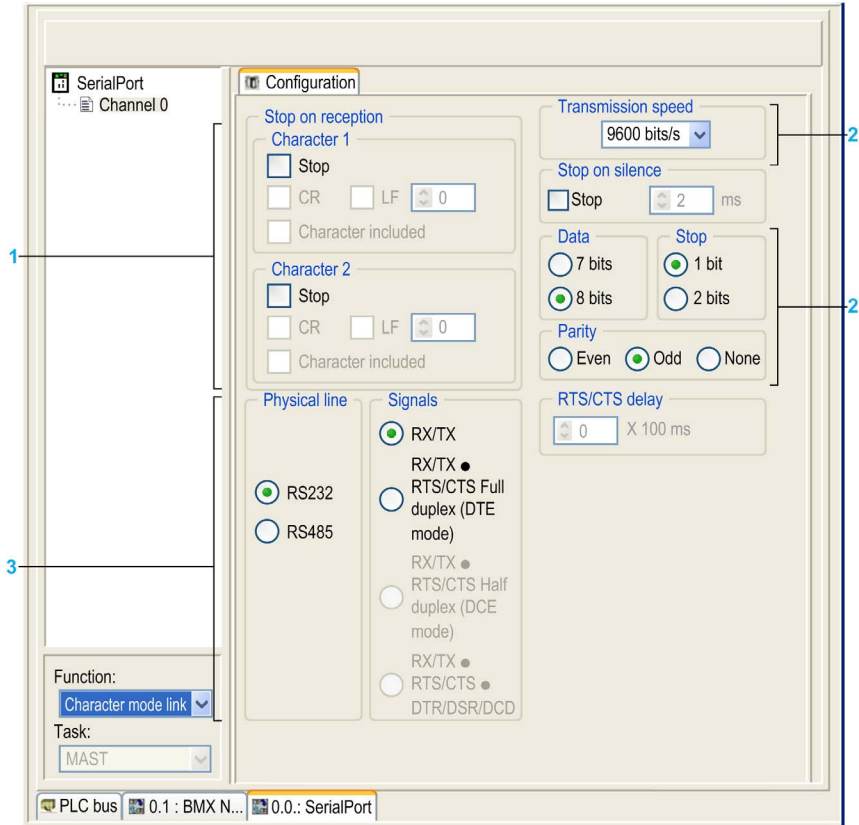 SerialPort
Channel 0
Configuration
Stop on reception
Character 1
Stop
CR LF 0
Character included
Character 2
Stop
CR LF 0
Character included
Transmission speed
9600 bits/s
2
Stop on silence
Stop 2 ms
Data
7 bits
8 bits
Stop
1 bit
2 bits
2
Parity
Even Odd None
1
Physical line
RS232
RS485
Signals
RX/TX
RX/TX ●
RTS/CTS Full
duplex (DTE
mode)
RX/TX ●
RTS/CTS Half
duplex (DCE
mode)
RX/TX ●
RTS/CTS ●
DTR/DSR/DCD
RTS/CTS delay
0 X 100 ms
3
Function:
Character mode link
Task:
MAST
PLC bus 0.1 : BMX N... 0.0.: SerialPort